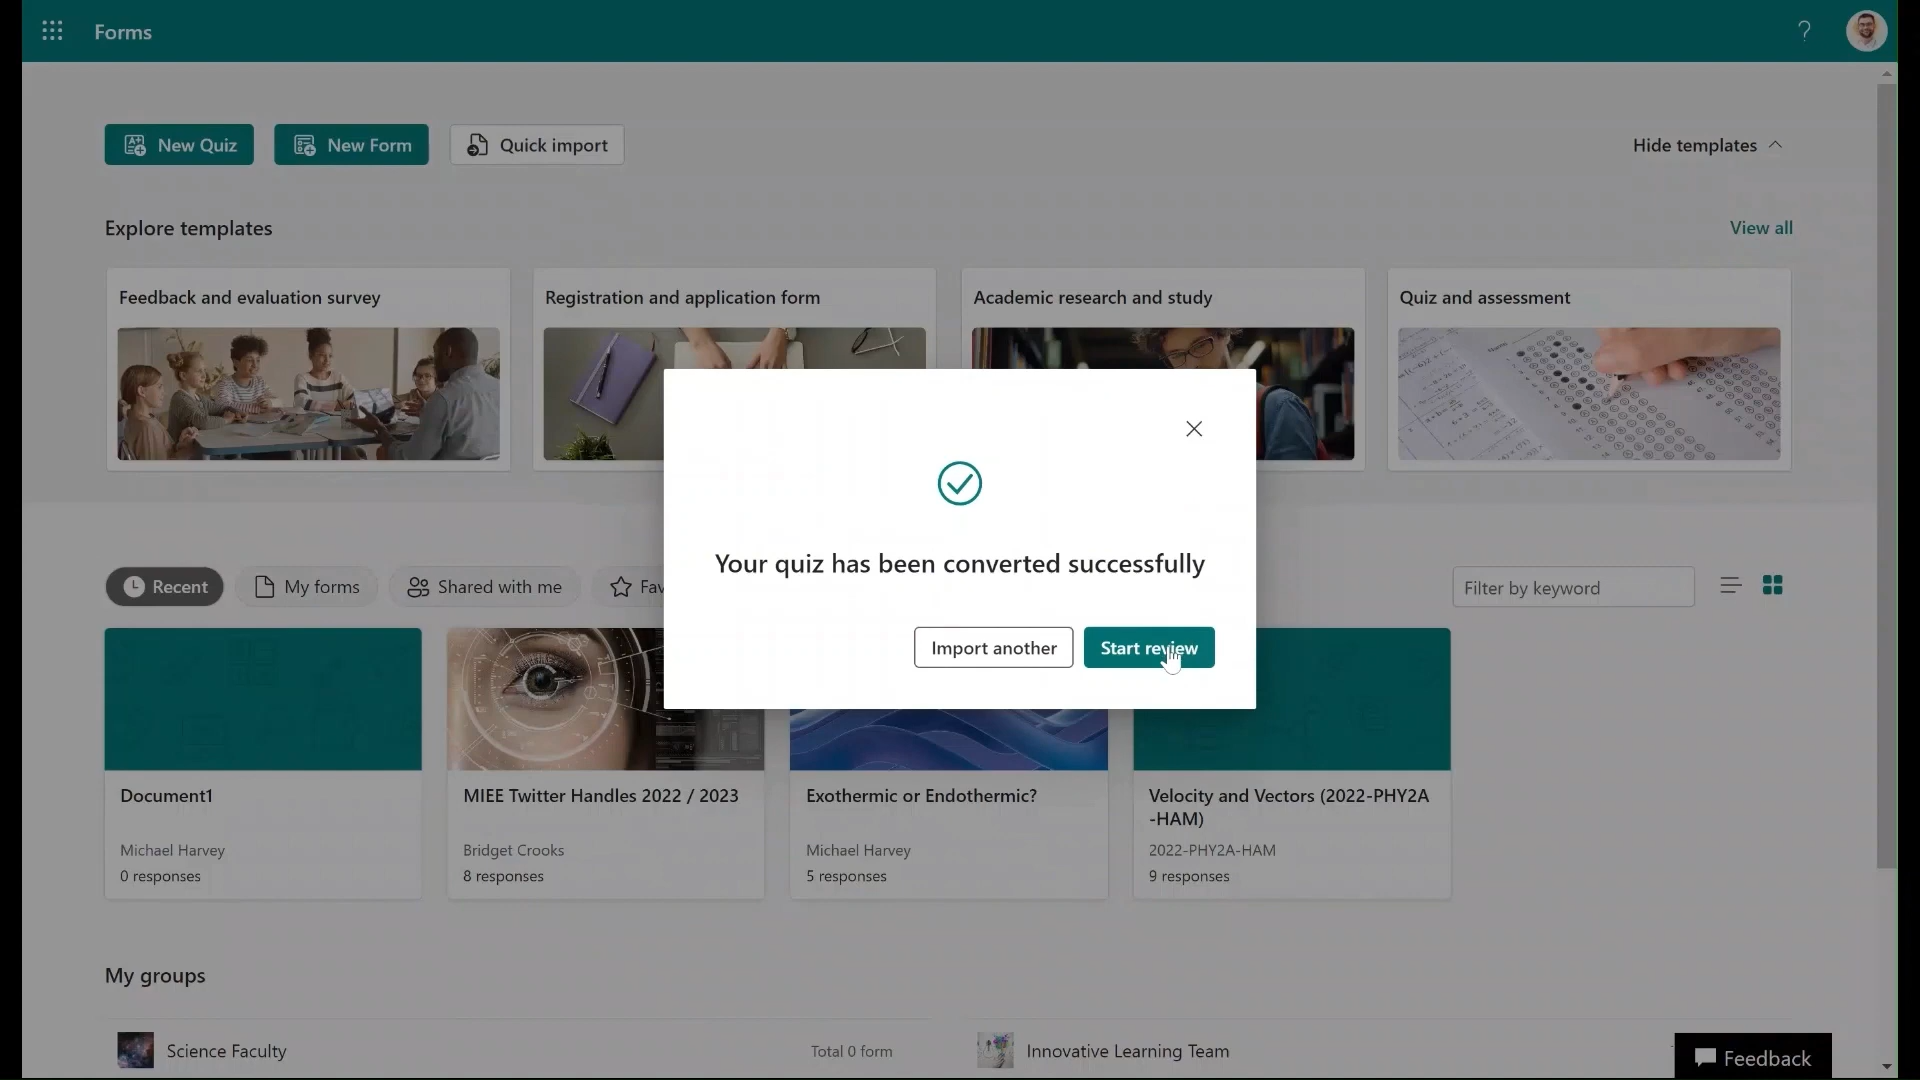 Forms
?
New Quiz
New Form
Quick import
Hide templates
Explore templates
View all
Feedback and evaluation survey
Registration and application form
Academic research and study
Quiz and assessment
Your quiz has been converted successfully
Import another
Start review
Recent
My forms
Shared with me
Fav
Filter by keyword
Document1
Michael Harvey
0 responses
MIEE Twitter Handles 2022 / 2023
Bridget Crooks
8 responses
Exothermic or Endothermic?
Michael Harvey
5 responses
Velocity and Vectors (2022-PHY2A
-HAM)
2022-PHY2A-HAM
9 responses
My groups
Science Faculty
Total 0 form
Innovative Learning Team
Feedback